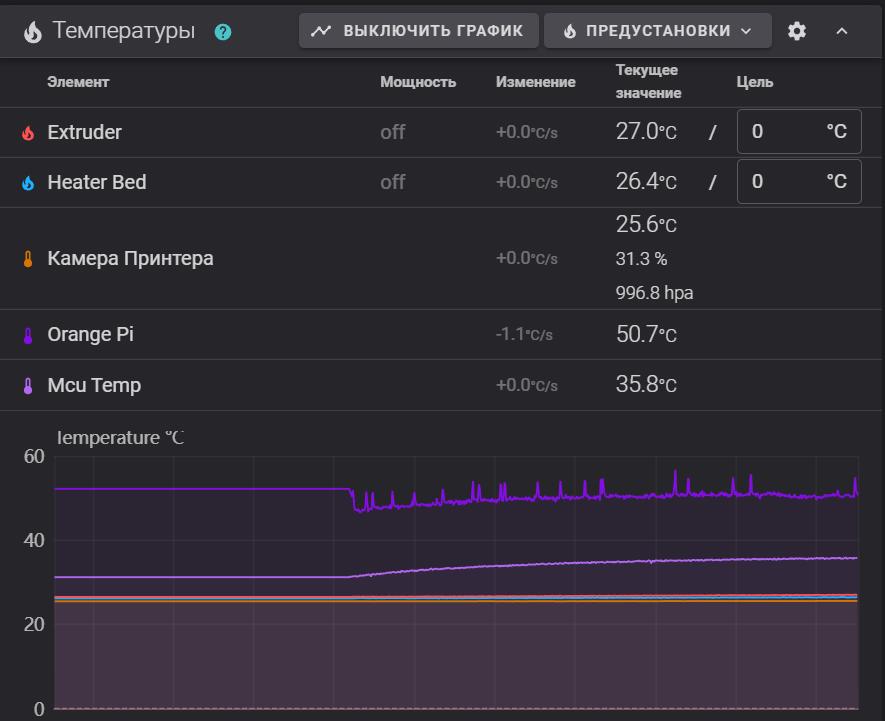 Температуры ?
ВЫКЛЮЧИТЬ ГРАФИК
ПРЕДУСТАНОВКИ
Элемент Мощность Изменение Текущее значение Цель
Extruder off +0.0°C/s 27.0°C / 0 °C
Heater Bed off +0.0°C/s 26.4°C / 0 °C
25.6°C
Камера Принтера +0.0°C/s 31.3 %
996.8 hpa
Orange Pi -1.1°C/s 50.7°C
Mcu Temp +0.0°C/s 35.8°C
Temperature °C
60
40
20
0